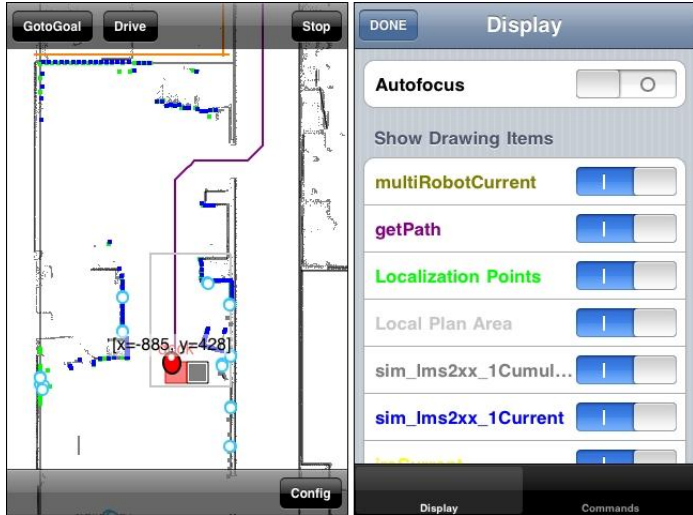 GotoGoal
Drive
Stop
[x=-885, y=428]
Config
DONE
Display
Autofocus
Show Drawing Items
multiRobotCurrent
getPath
Localization Points
Local Plan Area
sim_lms2xx_1Cumul...
sim_lms2xx_1Current
Display
Commands